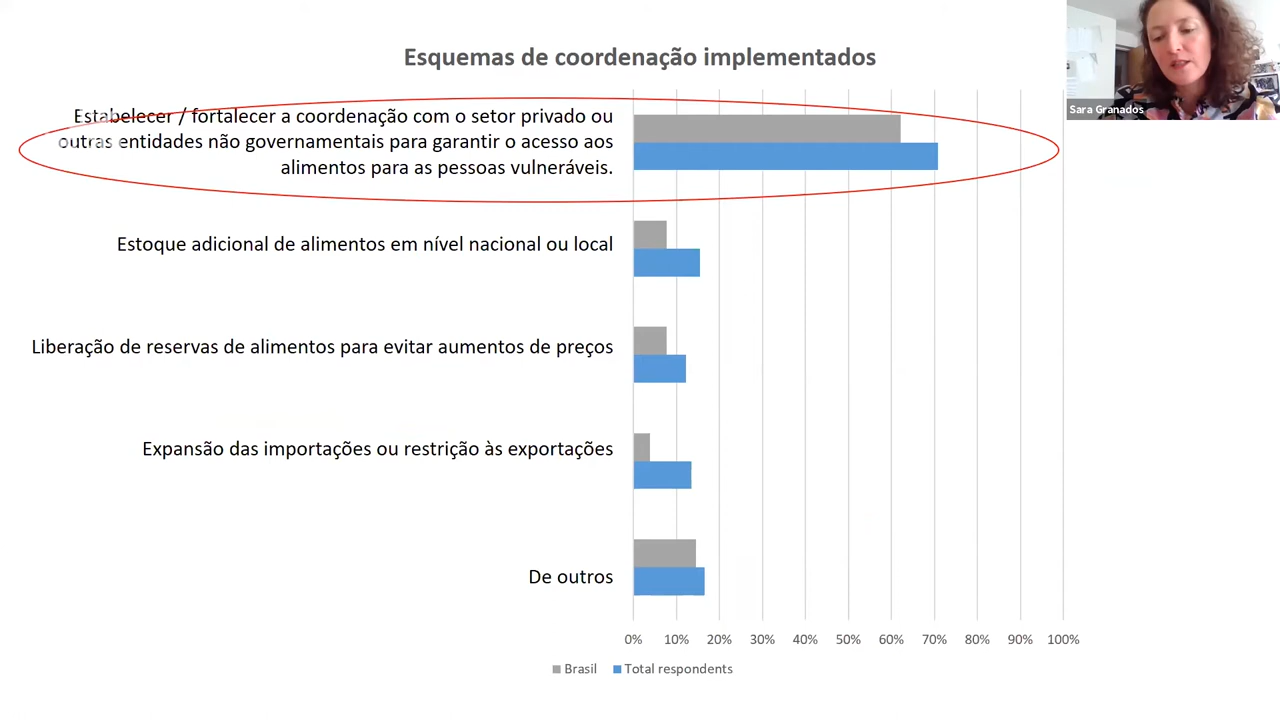 Esquemas de coordenação implementados
Sara Granados
Estabelecer / fortalecer a coordenação com o setor privado ou
outras entidades não governamentais para garantir o acesso aos
alimentos para as pessoas vulneráveis.
Estoque adicional de alimentos em nível nacional ou local
Liberação de reservas de alimentos para evitar aumentos de preços
Expansão das importações ou restrição às exportações
De outros
0% 10% 20% 30% 40% 50% 60% 70% 80% 90% 100%
Brasil Total respondents